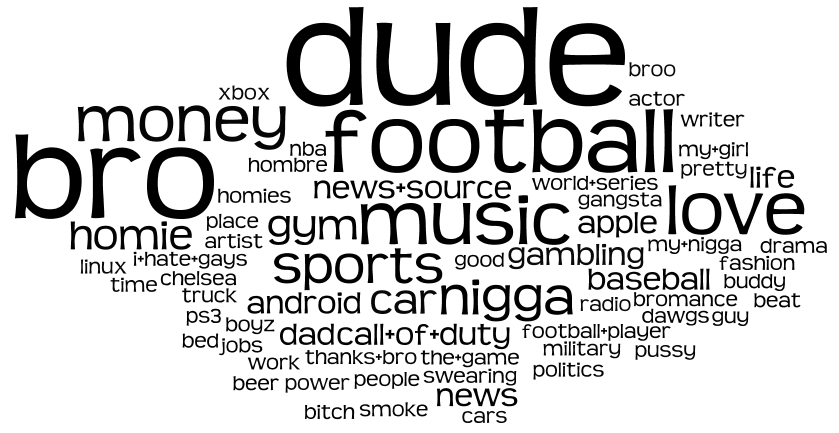 dude
broo
xbox
actor
money
football
writer
bro
nba
my+girl
hombre
pretty
life
homies
news+source
world+series
gangsta
love
homie
place
gym
music
apple
artist
my+nigga
drama
i+hate+gays
sports
good
gambling
fashion
linux
time
chelsea
baseball
buddy
truck
android
car
nigga
radio
bromance
beat
ps3
dawgs
guy
boyz
dad
call+of+duty
football+player
bed
jobs
military
pussy
work
thanks+bro
the+game
politics
beer
power
people
swearing
news
bitch
smoke
cars